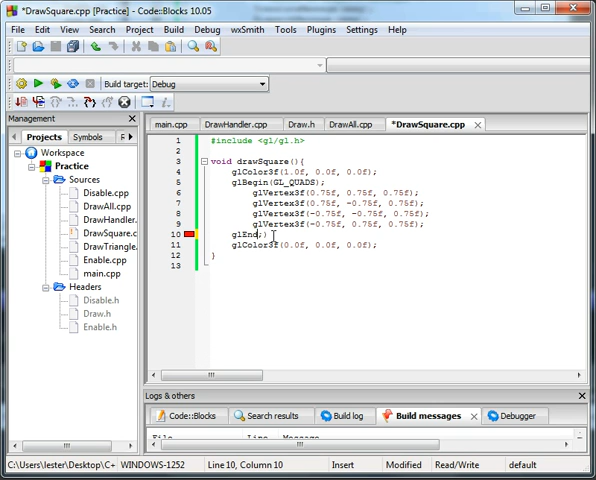 *DrawSquare.cpp [Practice] - Code::Blocks 10.05
File Edit View Search Project Build Debug wxSmith Tools Plugins Settings Help
Build target: Debug
Management
Projects Symbols F
main.cpp DrawHandler.cpp Draw.h DrawAll.cpp *DrawSquare.cpp
Workspace
Practice
Sources
Disable.cpp
DrawAll.cpp
DrawHandler.
DrawSquare.c
DrawTriangle.
Enable.cpp
main.cpp
Headers
Disable.h
Draw.h
Enable.h
1 #include <gl/gl.h>
2
3 void drawSquare(){
4 glColor3f(1.0f, 0.0f, 0.0f);
5 glBegin(GL_QUADS);
6 glVertex3f(0.75f, 0.75f, 0.75f);
7 glVertex3f(0.75f, -0.75f, 0.75f);
8 glVertex3f(-0.75f, -0.75f, 0.75f);
9 glVertex3f(-0.75f, 0.75f, 0.75f);
10 glEnd;)
11 glColor3f(0.0f, 0.0f, 0.0f);
12 }
13
Logs & others
Code::Blocks Search results Build log Build messages Debugger
File Line Message
C:\Users\lester\Desktop\C+ WINDOWS-1252 Line 10, Column 10 Insert Modified Read/Write default